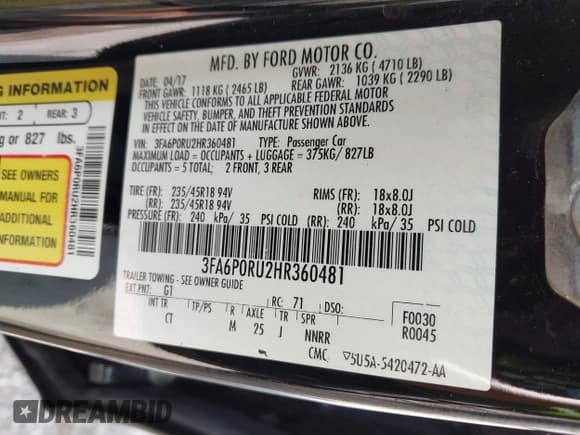 MFD. BY FORD MOTOR CO.
DATE: 04/17 GVWR: 2136 KG ( 4710 LB)
FRONT GAWR: 1118 KG ( 2465 LB) REAR GAWR: 1039 KG ( 2290 LB)
THIS VEHICLE CONFORMS TO ALL APPLICABLE FEDERAL MOTOR
VEHICLE SAFETY, BUMPER, AND THEFT PREVENTION STANDARDS
IN EFFECT ON THE DATE OF MANUFACTURE SHOWN ABOVE.
VIN: 3FA6P0RU2HR360481 TYPE: Passenger Car
MAXIMUM LOAD = OCCUPANTS + LUGGAGE = 375KG/827LB
OCCUPANTS = 5 TOTAL; 2 FRONT, 3 REAR
TIRE (FR): 235/45R18 94V RIMS (FR): 18x8.0J
(RR): 235/45R18 94V (RR): 18x8.0J
PRESSURE (FR): 240 kPa/ 35 PSI COLD (RR): 240 kPa/ 35 PSI COLD
3FA6P0RU2HR360481
TRAILER TOWING - SEE OWNER GUIDE
EXT PNT: G1 RC: 71 DSO: F0030
INT TR TP/PS R AXLE TR SPR R0045
CT M 25 J NNRR
CMC ▽5U5A-5420472-AA
G INFORMATION
2 REAR: 3
g or 827 lbs.
SEE OWNERS
MANUAL FOR
ADDITIONAL
INFORMATION
3FA6P0RU2HR360481
DREAMBID